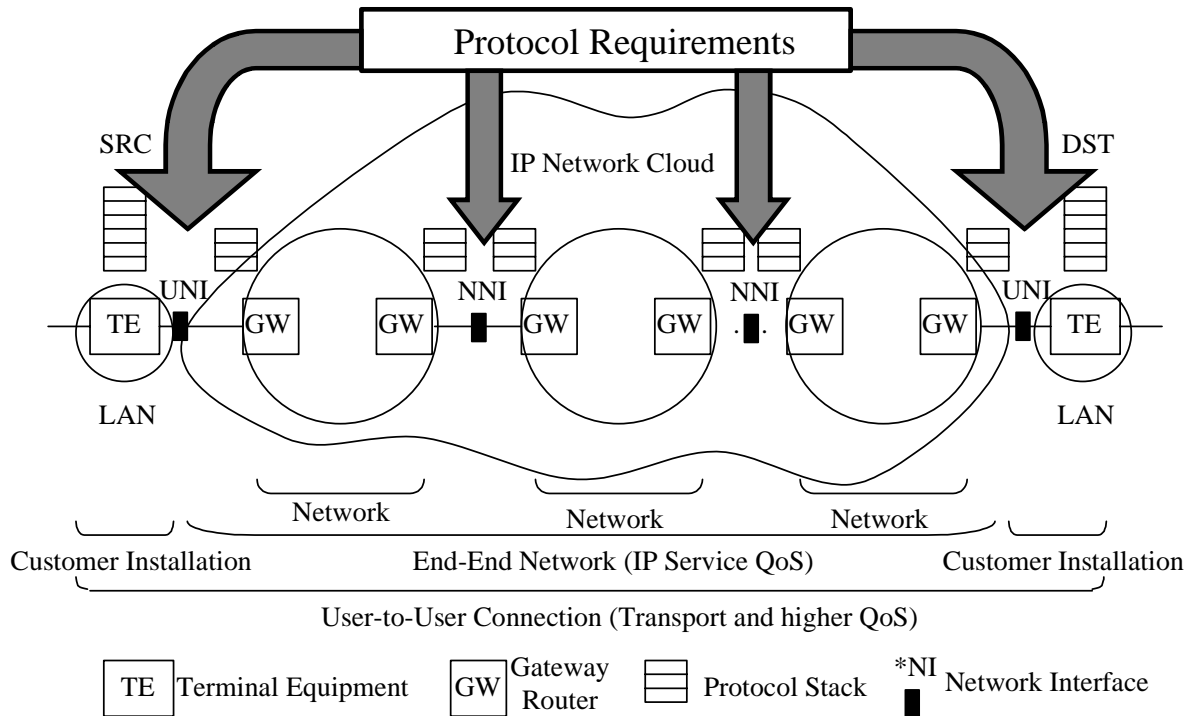 Protocol Requirements
SRC
DST
IP Network Cloud
UNI
NNI
NNI
UNI
TE
GW
GW
GW
GW
GW
GW
TE
LAN
LAN
Network
Network
Network
Customer Installation
End-End Network (IP Service QoS)
Customer Installation
User-to-User Connection (Transport and higher QoS)
TE
Terminal Equipment
GW
Gateway
Router
Protocol Stack
*NI
Network Interface